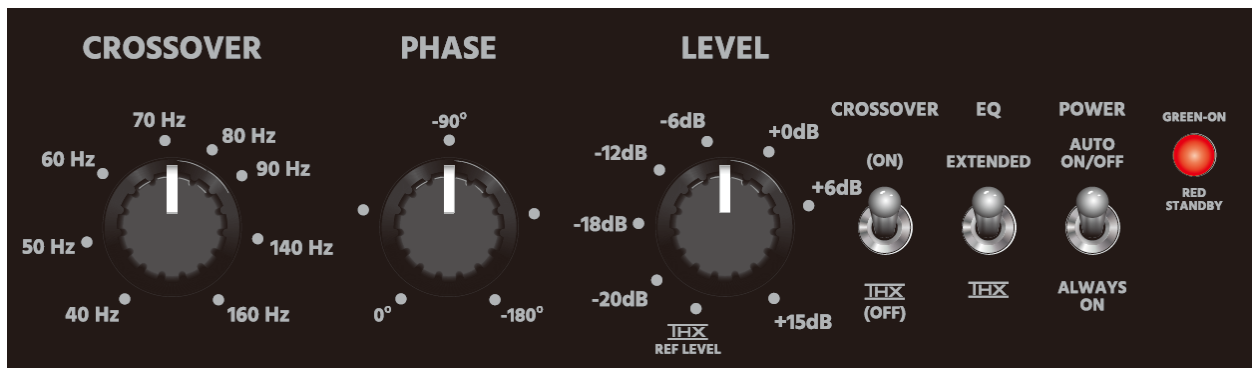 CROSSOVER
40 Hz
50 Hz
60 Hz
70 Hz
80 Hz
90 Hz
140 Hz
160 Hz
PHASE
0°
-90°
-180°
LEVEL
THX
REF LEVEL
-20dB
-18dB
-12dB
-6dB
+0dB
+6dB
+15dB
CROSSOVER
(ON)
THX
(OFF)
EQ
EXTENDED
THX
POWER
AUTO
ON/OFF
ALWAYS
ON
GREEN-ON
RED
STANDBY